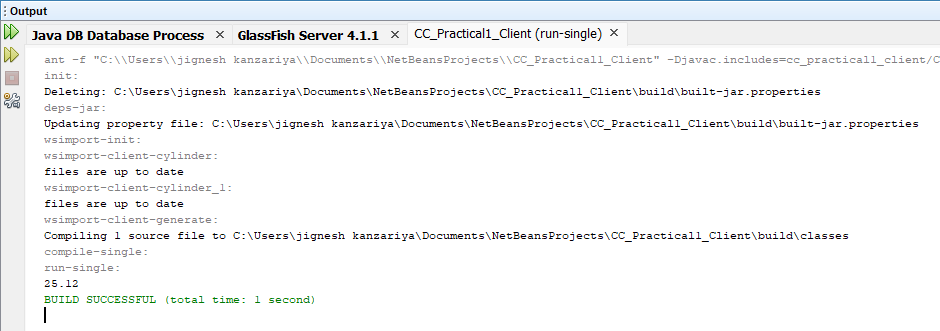 Output
Java DB Database Process × GlassFish Server 4.1.1 × CC_Practical1_Client (run-single) ×
ant -f "C:\\Users\\jignesh kanzariya\\Documents\\NetBeansProjects\\CC_Practical1_Client" -Djavac.includes=cc_practical_client/C
init:
Deleting: C:\Users\jignesh kanzariya\Documents\NetBeansProjects\CC_Practical1_Client\build\built-jar.properties
deps-jar:
Updating property file: C:\Users\jignesh kanzariya\Documents\NetBeansProjects\CC_Practical1_Client\build\built-jar.properties
wsimport-init:
wsimport-client-cylinder:
files are up to date
wsimport-client-cylinder_1:
files are up to date
wsimport-client-generate:
Compiling 1 source file to C:\Users\jignesh kanzariya\Documents\NetBeansProjects\CC_Practical1_Client\build\classes
compile-single:
run-single:
25.12
BUILD SUCCESSFUL (total time: 1 second)